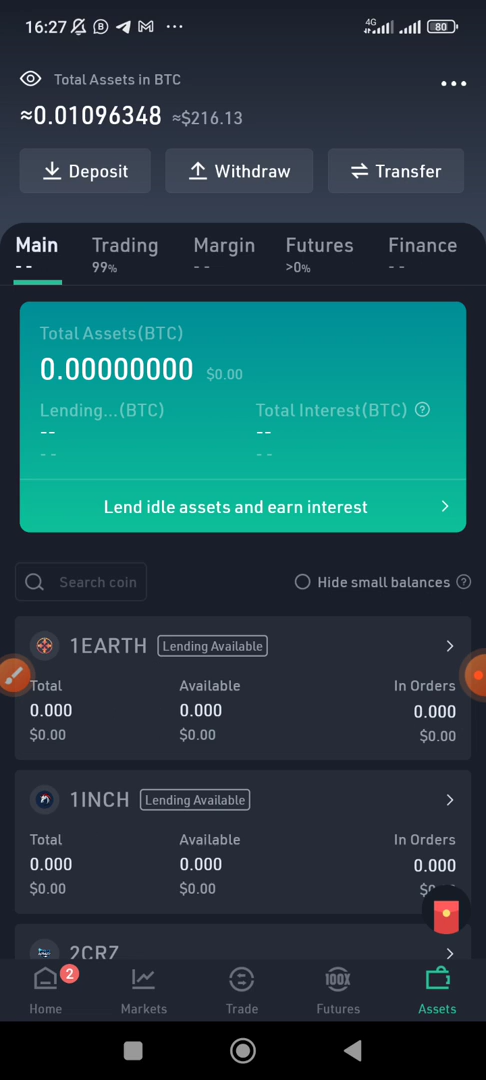 16:27 B ... 4G 80
Total Assets in BTC
≈0.01096348 ≈$216.13
Deposit Withdraw Transfer
Main Trading Margin Futures Finance
-- 99% -- >0% --
Total Assets(BTC)
0.00000000 $0.00
Lending...(BTC) Total Interest(BTC) ?
-- --
-- --
Lend idle assets and earn interest >
Search coin Hide small balances ?
1EARTH Lending Available >
Total Available In Orders
0.000 0.000 0.000
$0.00 $0.00 $0.00
1INCH Lending Available >
Total Available In Orders
0.000 0.000 0.000
$0.00 $0.00
2CRZ >
2 100X
Home Markets Trade Futures Assets